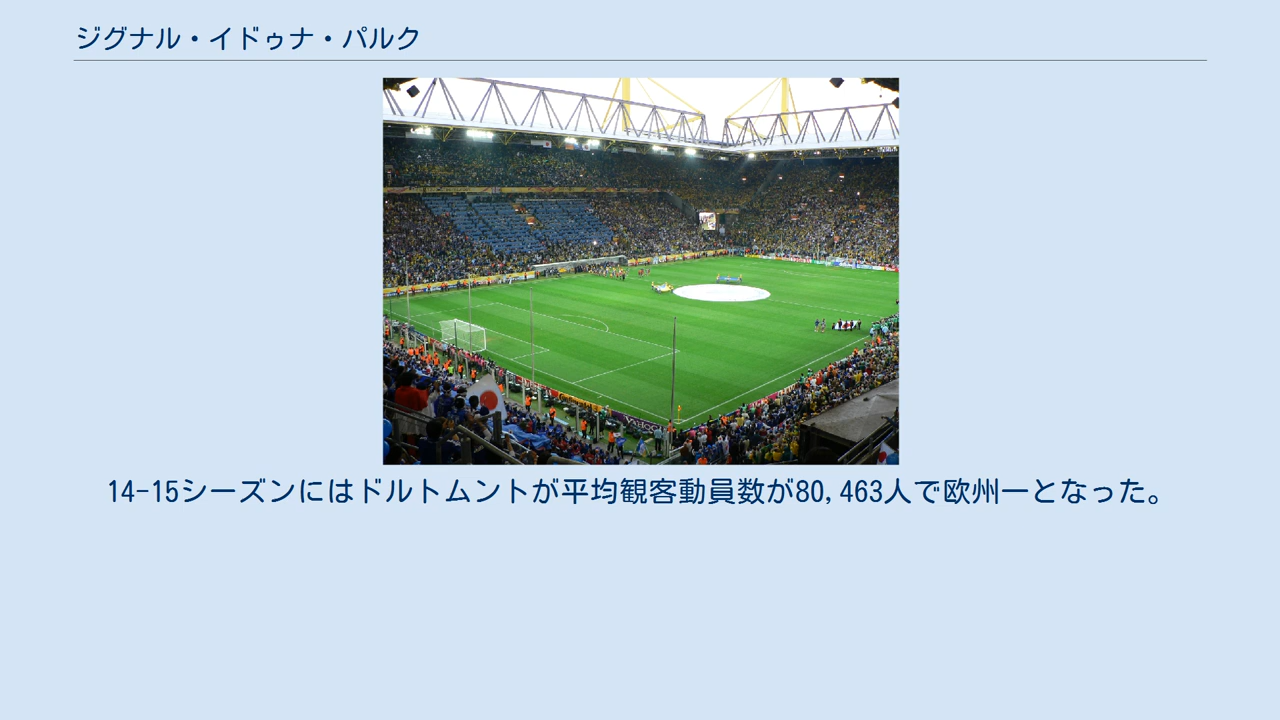 ジグナル・イドゥナ・パルク
14-15シーズンにはドルトムントが平均観客動員数が80,463人で欧州一となった。